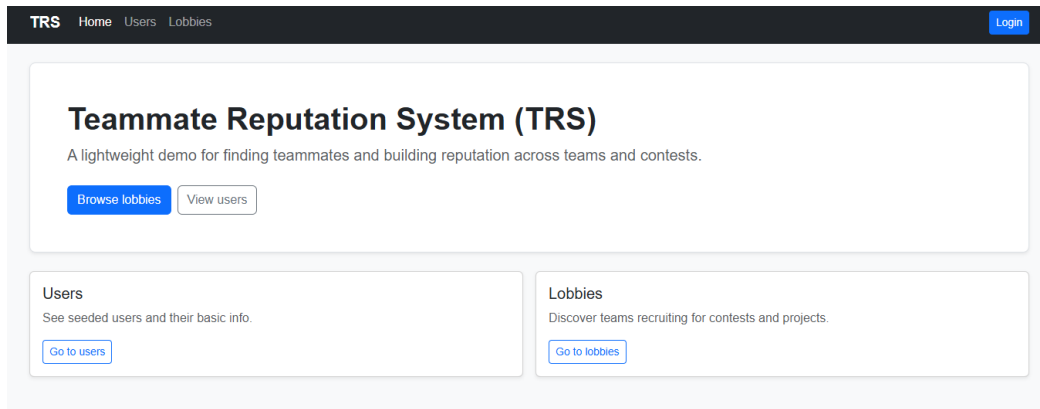 TRS Home Users Lobbies Login
Teammate Reputation System (TRS)
A lightweight demo for finding teammates and building reputation across teams and contests.
Browse lobbies View users
Users
See seeded users and their basic info.
Go to users
Lobbies
Discover teams recruiting for contests and projects.
Go to lobbies